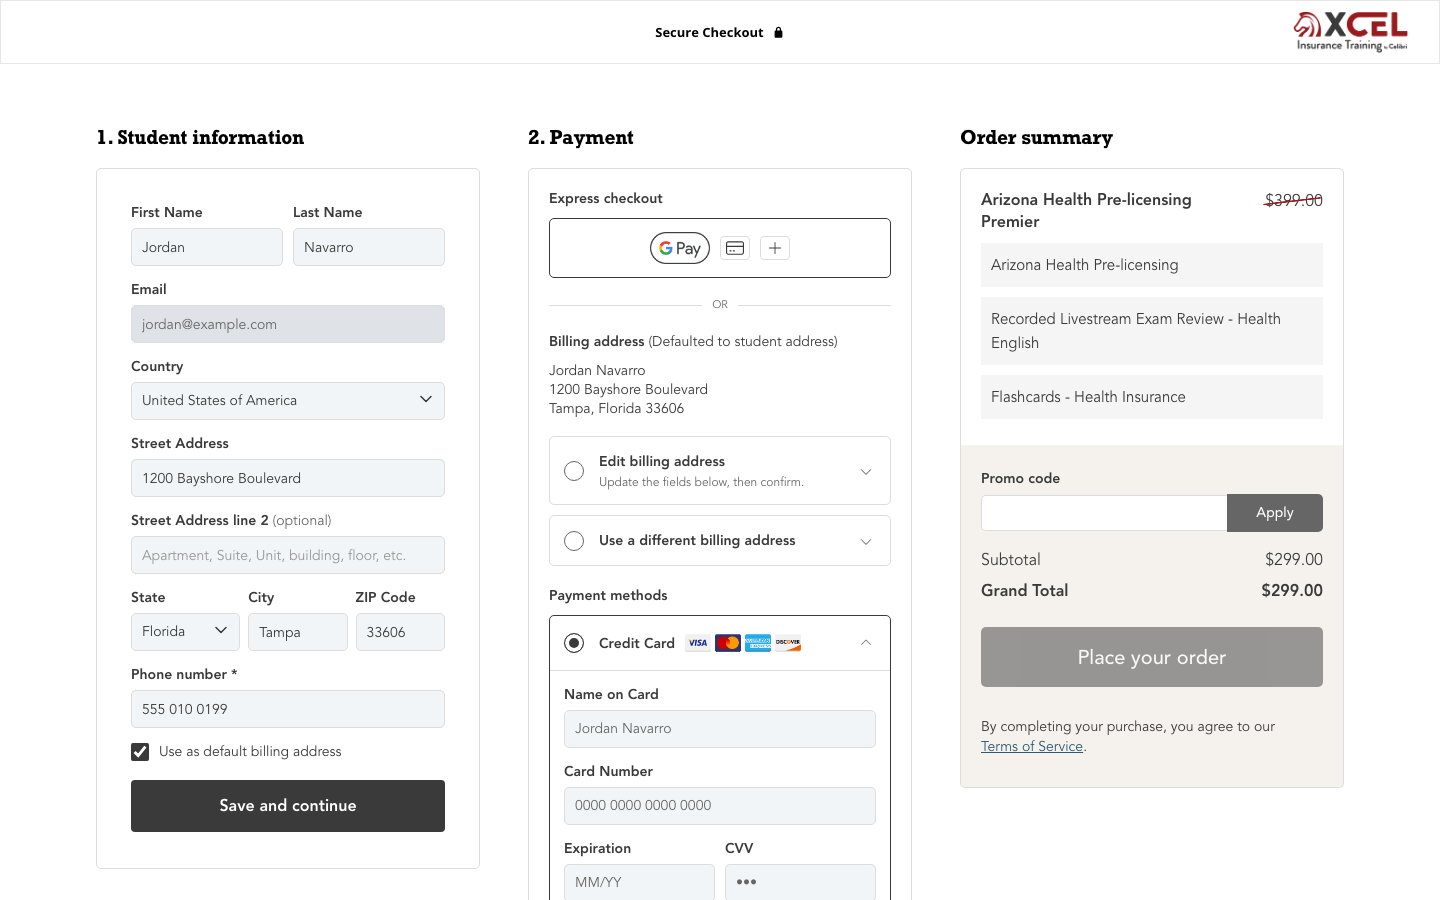 Secure Checkout
XCEL
Insurance Training by Colibri
1. Student information
First Name
Last Name
Jordan
Navarro
Email
jordan@example.com
Country
United States of America
Street Address
1200 Bayshore Boulevard
Street Address line 2 (optional)
Apartment, Suite, Unit, building, floor, etc.
State
City
ZIP Code
Florida
Tampa
33606
Phone number *
555 010 0199
Use as default billing address
Save and continue
2. Payment
Express checkout
G Pay
OR
Billing address (Defaulted to student address)
Jordan Navarro
1200 Bayshore Boulevard
Tampa, Florida 33606
Edit billing address
Update the fields below, then confirm.
Use a different billing address
Payment methods
Credit Card
VISA
DISCOVER
Name on Card
Jordan Navarro
Card Number
0000 0000 0000 0000
Expiration
CVV
MM/YY
•••
Order summary
Arizona Health Pre-licensing
Premier
$399.00
Arizona Health Pre-licensing
Recorded Livestream Exam Review - Health
English
Flashcards - Health Insurance
Promo code
Apply
Subtotal
$299.00
Grand Total
$299.00
Place your order
By completing your purchase, you agree to our
Terms of Service.